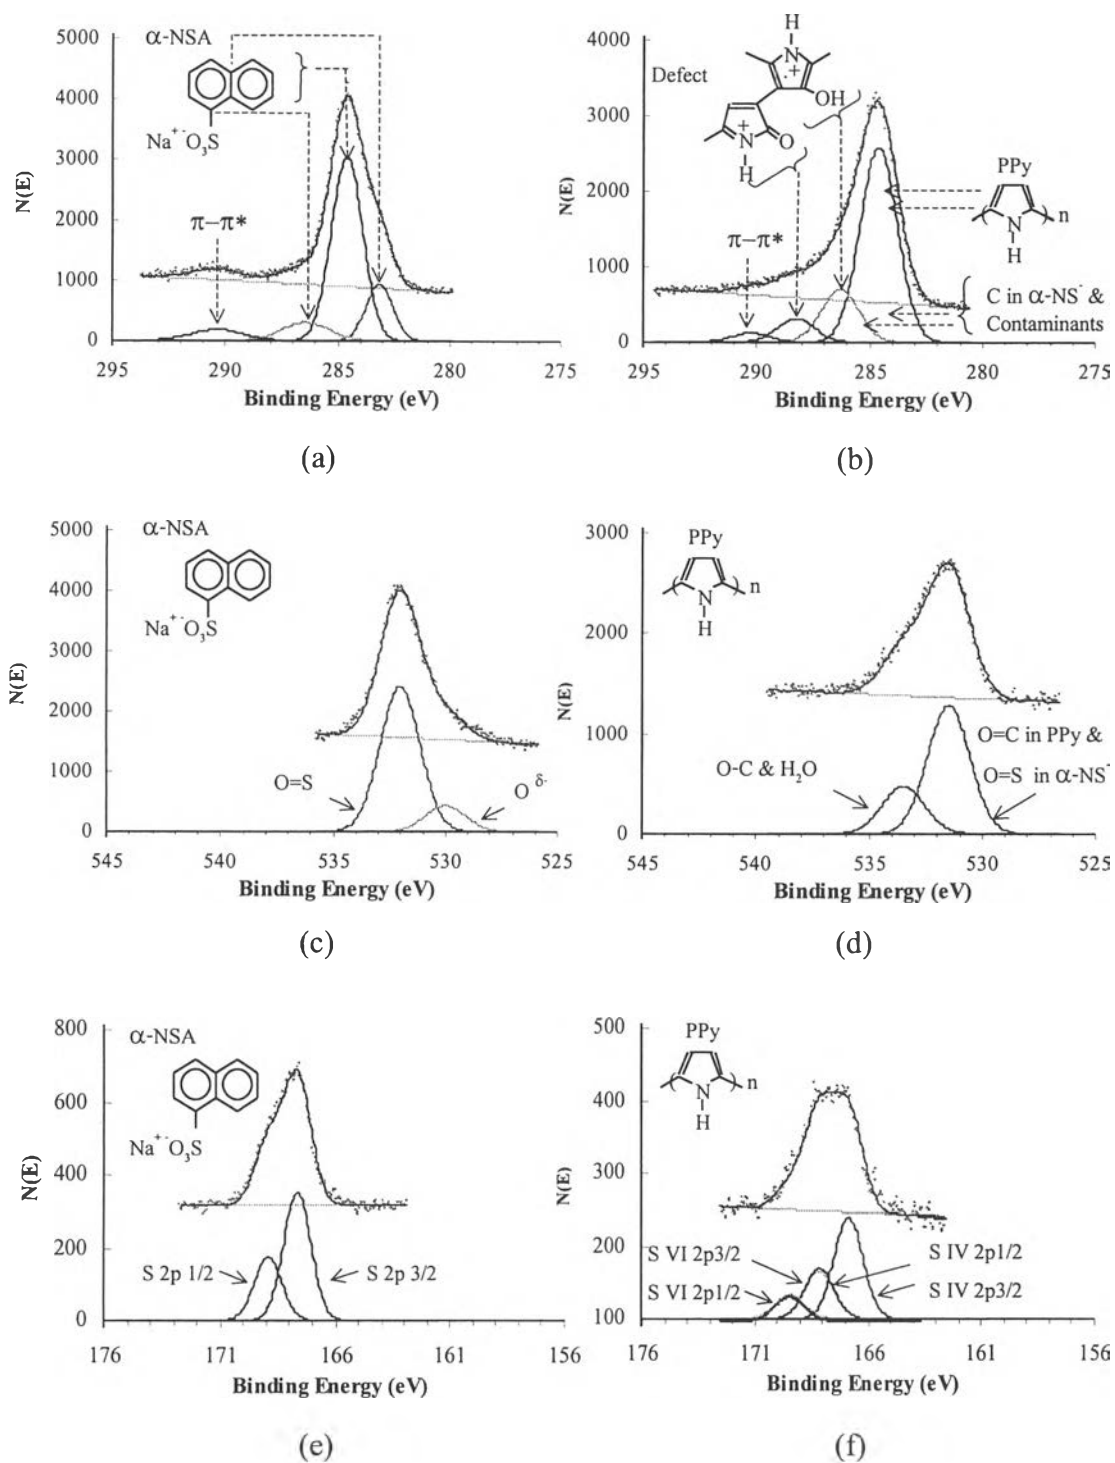 5000
α-NSA
4000
Na⁺⁻O₃S
3000
N(E)
2000
π–π*
1000
0
295 290 285 280 275
Binding Energy (eV)
(a)
4000
H
N
Defect
3000
OH
O
N
H
PPy
2000
N(E)
N
n
H
π–π*
1000
C in α-NS⁻ &
Contaminants
0
295 290 285 280 275
Binding Energy (eV)
(b)
5000
α-NSA
4000
Na⁺⁻O₃S
3000
N(E)
2000
1000
O=S
O δ-
0
545 540 535 530 525
Binding Energy (eV)
(c)
3000
PPy
N
n
H
2000
N(E)
1000
O=C in PPy &
O-C & H₂O
O=S in α-NS⁻
0
545 540 535 530 525
Binding Energy (eV)
(d)
800
α-NSA
600
Na⁺⁻O₃S
N(E)
400
200
S 2p 1/2
S 2p 3/2
0
176 171 166 161 156
Binding Energy (eV)
(e)
500
PPy
N
n
H
400
N(E)
300
S VI 2p3/2
S IV 2p1/2
200
S VI 2p1/2
S IV 2p3/2
100
176 171 166 161 156
Binding Energy (eV)
(f)